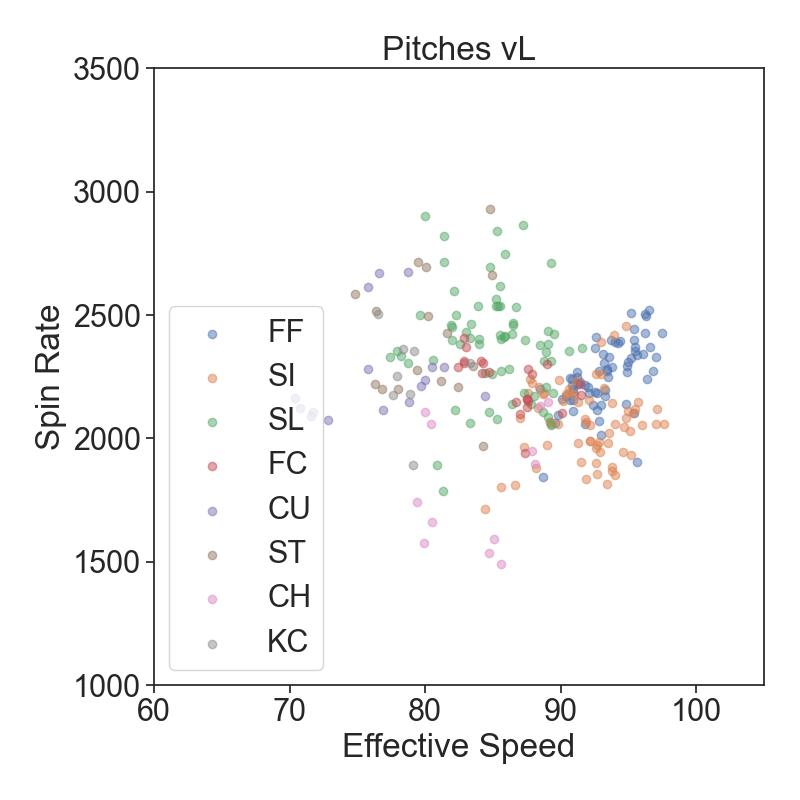 Pitches vL
3500
3000
2500
2000
1500
1000
Spin Rate
FF
SI
SL
FC
CU
ST
CH
KC
60 70 80 90 100
Effective Speed